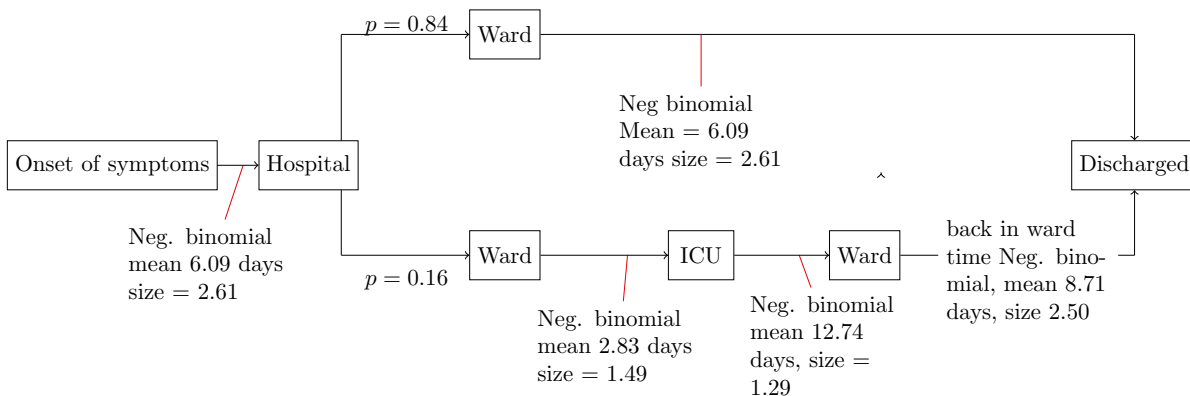 p = 0.84
Ward
Neg binomial
Mean = 6.09
days size = 2.61
Onset of symptoms
Hospital
Discharged
Neg. binomial
mean 6.09 days
size = 2.61
p = 0.16
Ward
ICU
Ward
back in ward
time Neg. bino-
mial, mean 8.71
days, size 2.50
Neg. binomial
mean 2.83 days
size = 1.49
Neg. binomial
mean 12.74
days, size =
1.29